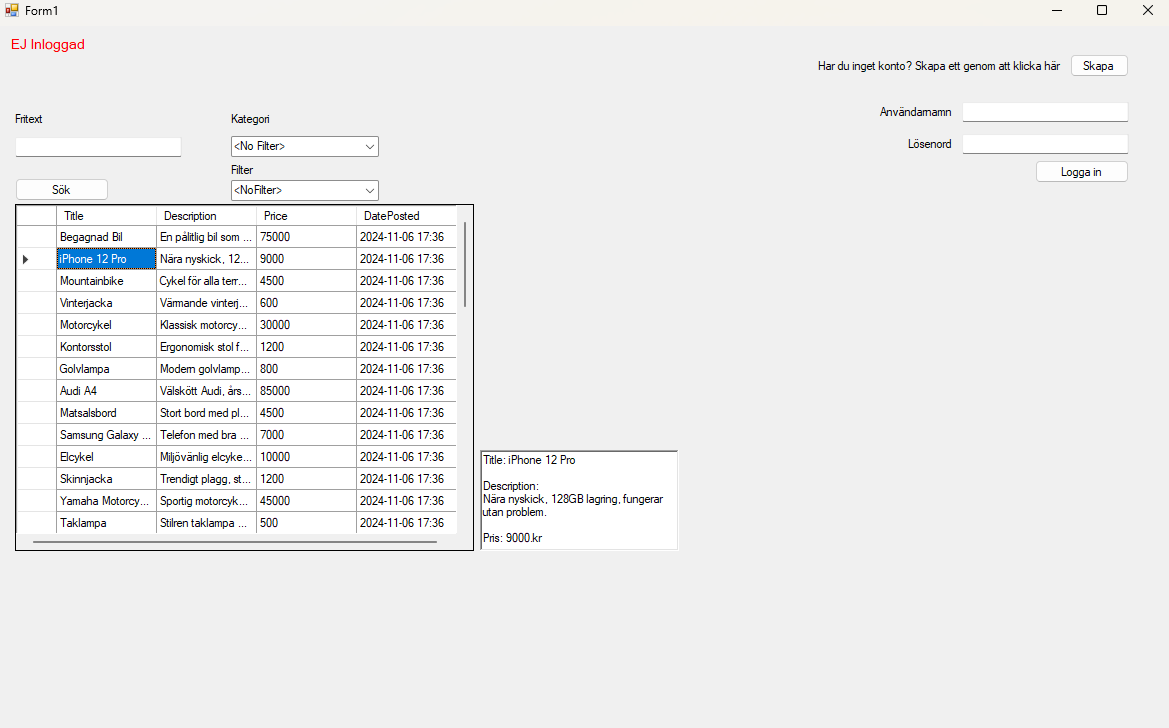 Form1
EJ Inloggad
Har du inget konto? Skapa ett genom att klicka här Skapa
Fritext Kategori Användarnamn
<No Filter>
Lösenord
Filter
Logga in
Sök <NoFilter>
Title Description Price DatePosted
Begagnad Bil En pålitlig bil som ... 75000 2024-11-06 17:36
iPhone 12 Pro Nära nyskick, 12... 9000 2024-11-06 17:36
Mountainbike Cykel för alla terr... 4500 2024-11-06 17:36
Vinterjacka Värmande vinterj... 600 2024-11-06 17:36
Motorcykel Klassisk motorcy... 30000 2024-11-06 17:36
Kontorsstol Ergonomisk stol f... 1200 2024-11-06 17:36
Golvlampa Modern golvlamp... 800 2024-11-06 17:36
Audi A4 Välskött Audi, års... 85000 2024-11-06 17:36
Matsalsbord Stort bord med pl... 4500 2024-11-06 17:36
Samsung Galaxy ... Telefon med bra ... 7000 2024-11-06 17:36
Elcykel Miljövänlig elcyke... 10000 2024-11-06 17:36
Skinnjacka Trendigt plagg, st... 1200 2024-11-06 17:36
Yamaha Motorcy... Sportig motorcyk... 45000 2024-11-06 17:36
Taklampa Stilren taklampa ... 500 2024-11-06 17:36
Title: iPhone 12 Pro
Description:
Nära nyskick, 128GB lagring, fungerar
utan problem.
Pris: 9000.kr